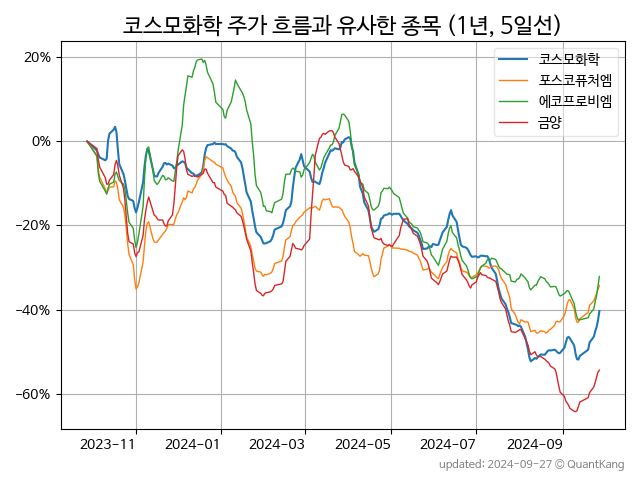 코스모화학 주가 흐름과 유사한 종목 (1년, 5일선)
코스모화학
포스코퓨처엠
에코프로비엠
금양
20%
0%
−20%
−40%
−60%
2023−11
2024−01
2024−03
2024−05
2024−07
2024−09
updated: 2024−09−27 © QuantKang